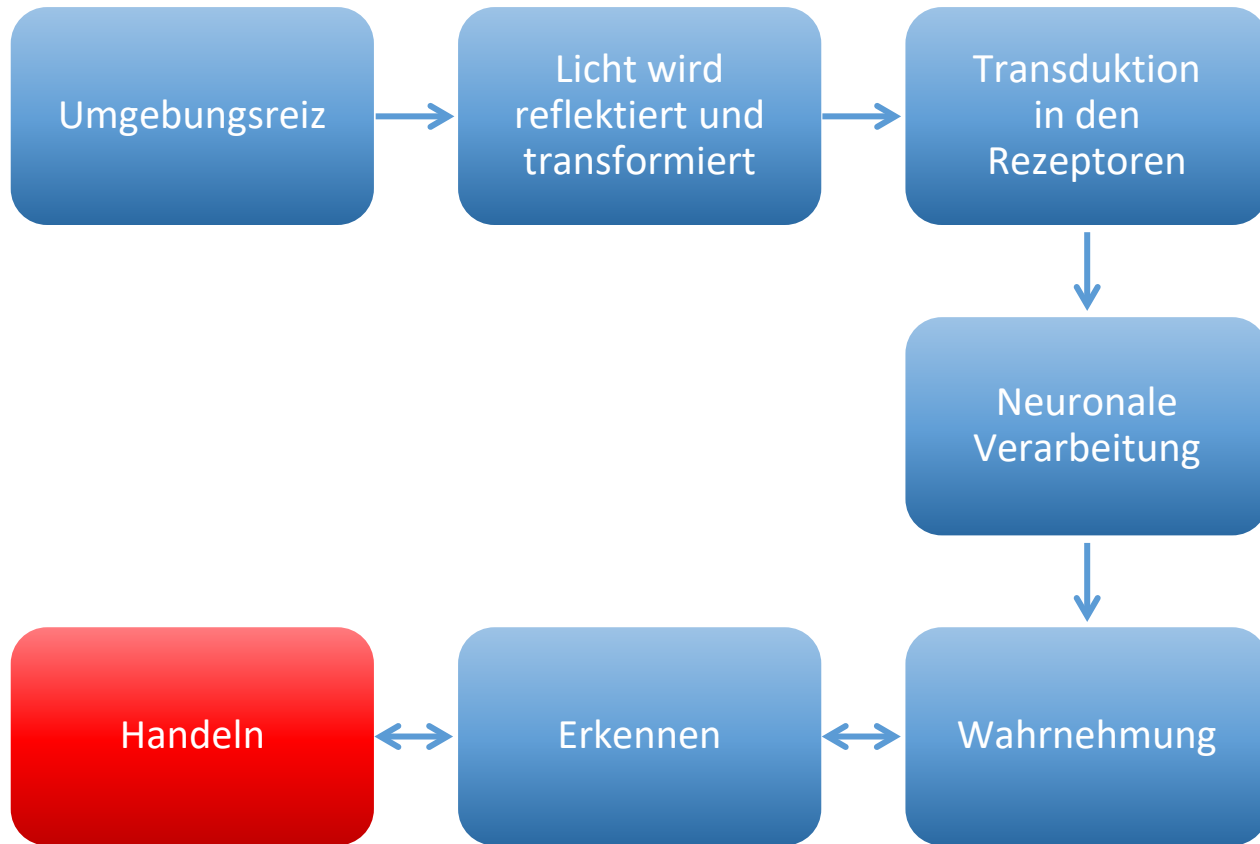 Umgebungsreiz
Licht wird
reflektiert und
transformiert
Transduktion
in den
Rezeptoren
Neuronale
Verarbeitung
Wahrnehmung
Erkennen
Handeln